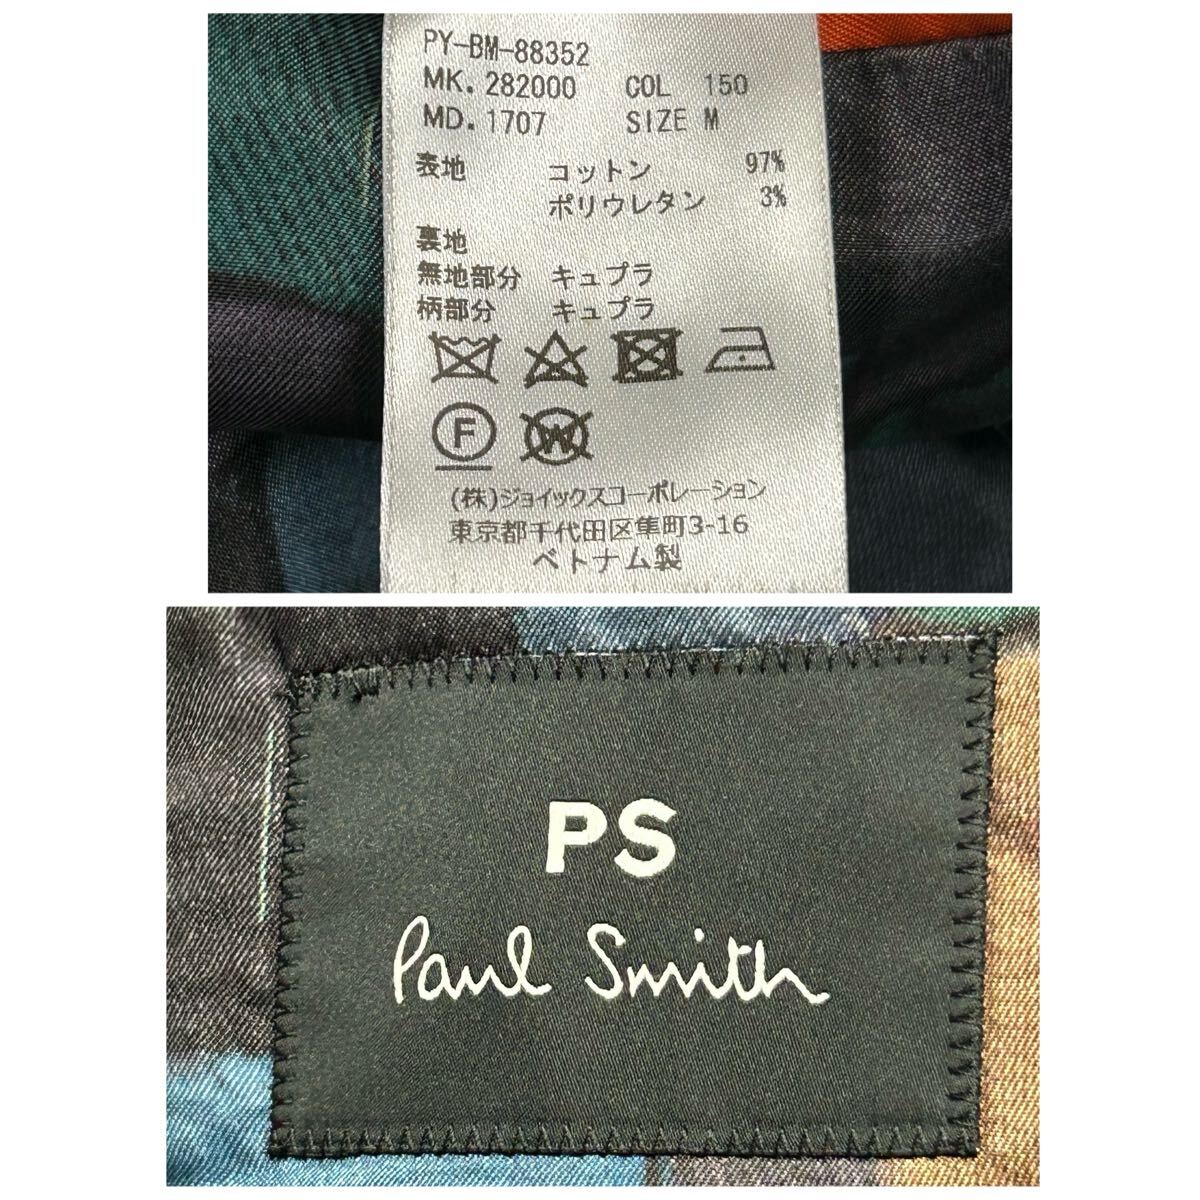 PY-BM-88352
MK. 282000 COL 150
MD. 1707 SIZE M
表地 コットン 97%
ポリウレタン 3%
裏地
無地部分 キュプラ
柄部分 キュプラ
F W
(株)ジョイックスコーポレーション
東京都千代田区隼町3-16
ベトナム製
PS
Paul Smith